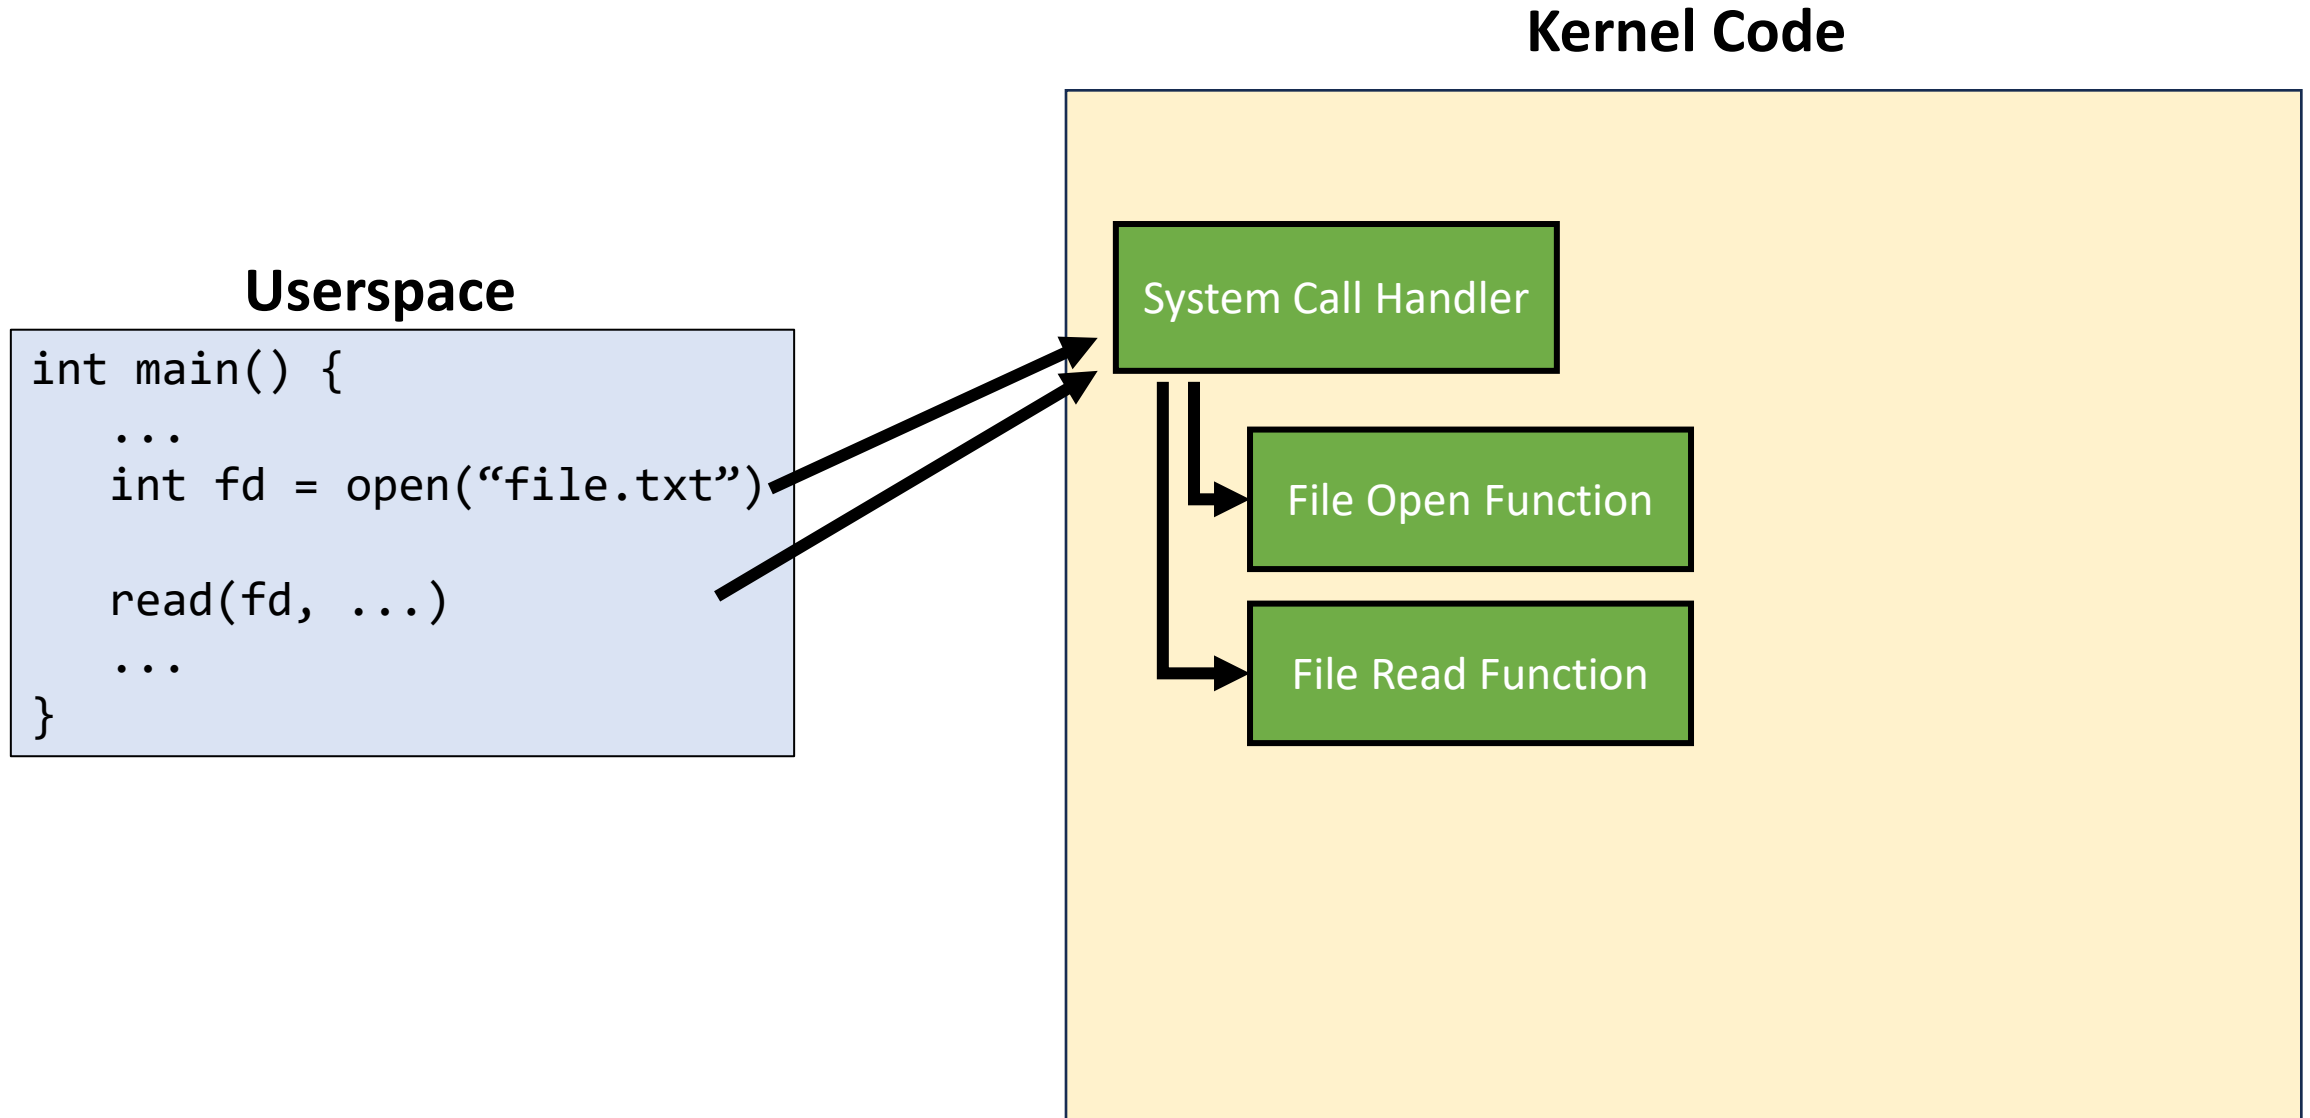 Kernel Code
Userspace
int main() {
...
int fd = open(“file.txt”)
read(fd, ...)
...
}
System Call Handler
File Open Function
File Read Function